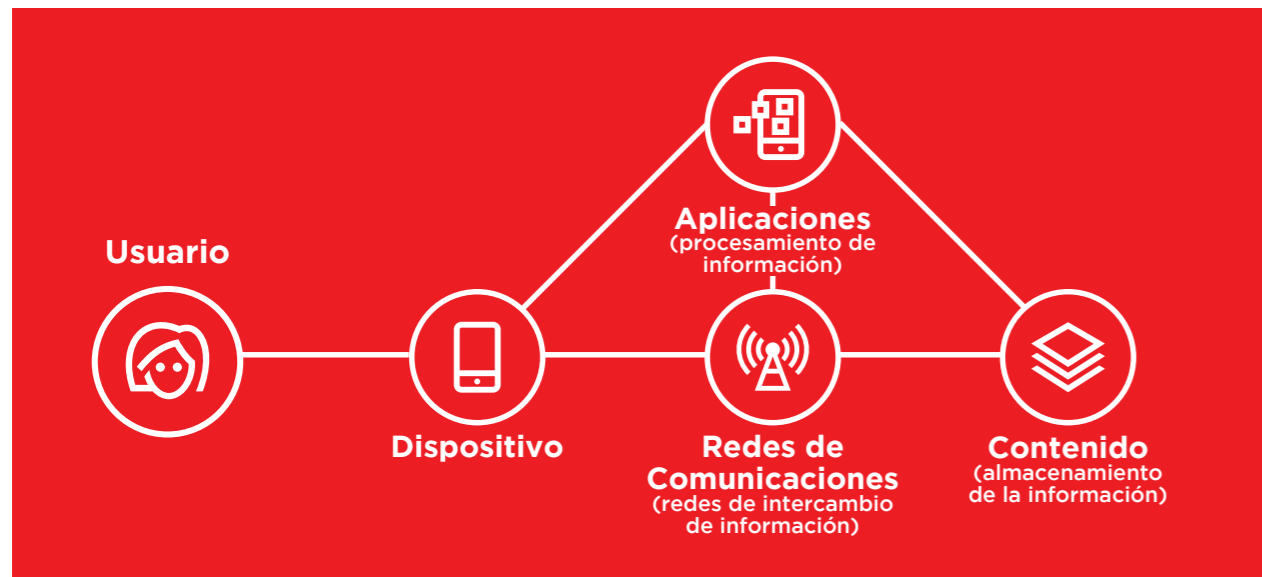 Usuario
Dispositivo
Aplicaciones
(procesamiento de
información)
Redes de
Comunicaciones
(redes de intercambio
de información)
Contenido
(almacenamiento
de la información)